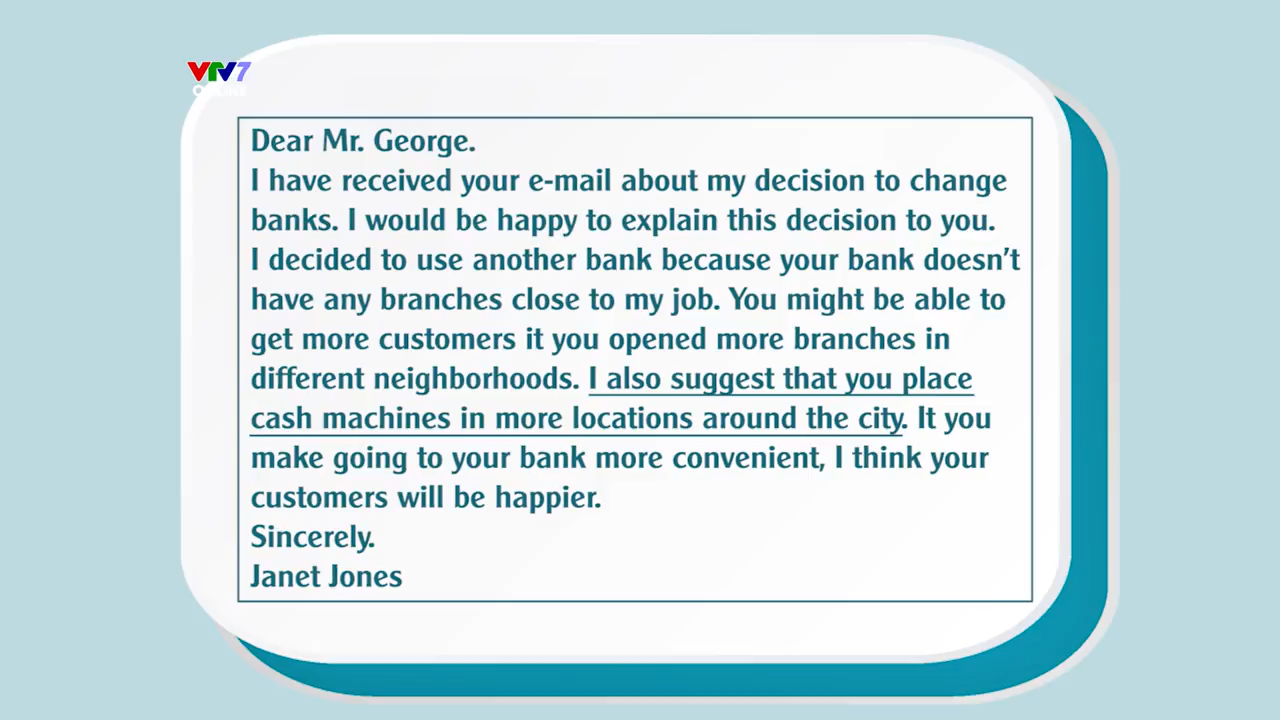 VTV7
ONLINE
Dear Mr. George.
I have received your e-mail about my decision to change
banks. I would be happy to explain this decision to you.
I decided to use another bank because your bank doesn't
have any branches close to my job. You might be able to
get more customers it you opened more branches in
different neighborhoods. I also suggest that you place
cash machines in more locations around the city. It you
make going to your bank more convenient, I think your
customers will be happier.
Sincerely.
Janet Jones